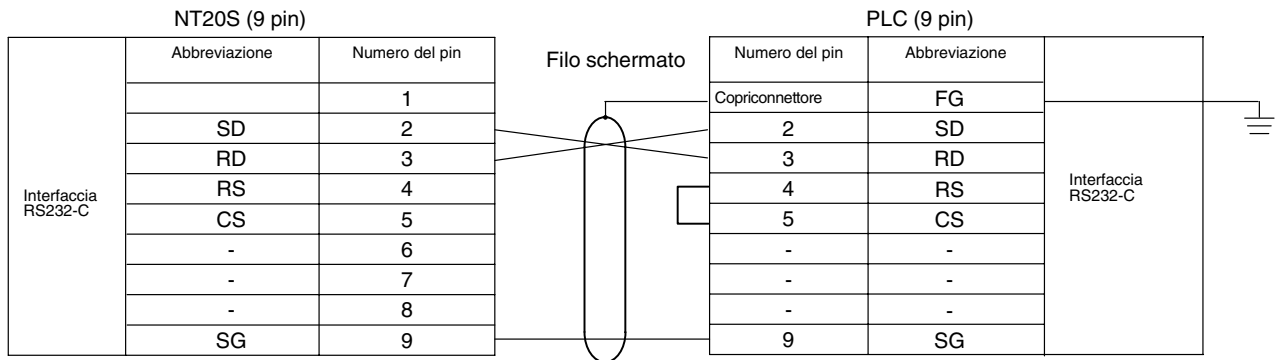 NT20S (9 pin)
PLC (9 pin)
Abbreviazione Numero del pin
Filo schermato
Numero del pin Abbreviazione
1
Copriconnettore FG
SD 2
2 SD
RD 3
3 RD
Interfaccia
RS232-C
RS 4
4 RS
Interfaccia
RS232-C
CS 5
5 CS
- 6
- -
- 7
- -
- 8
- -
SG 9
9 SG